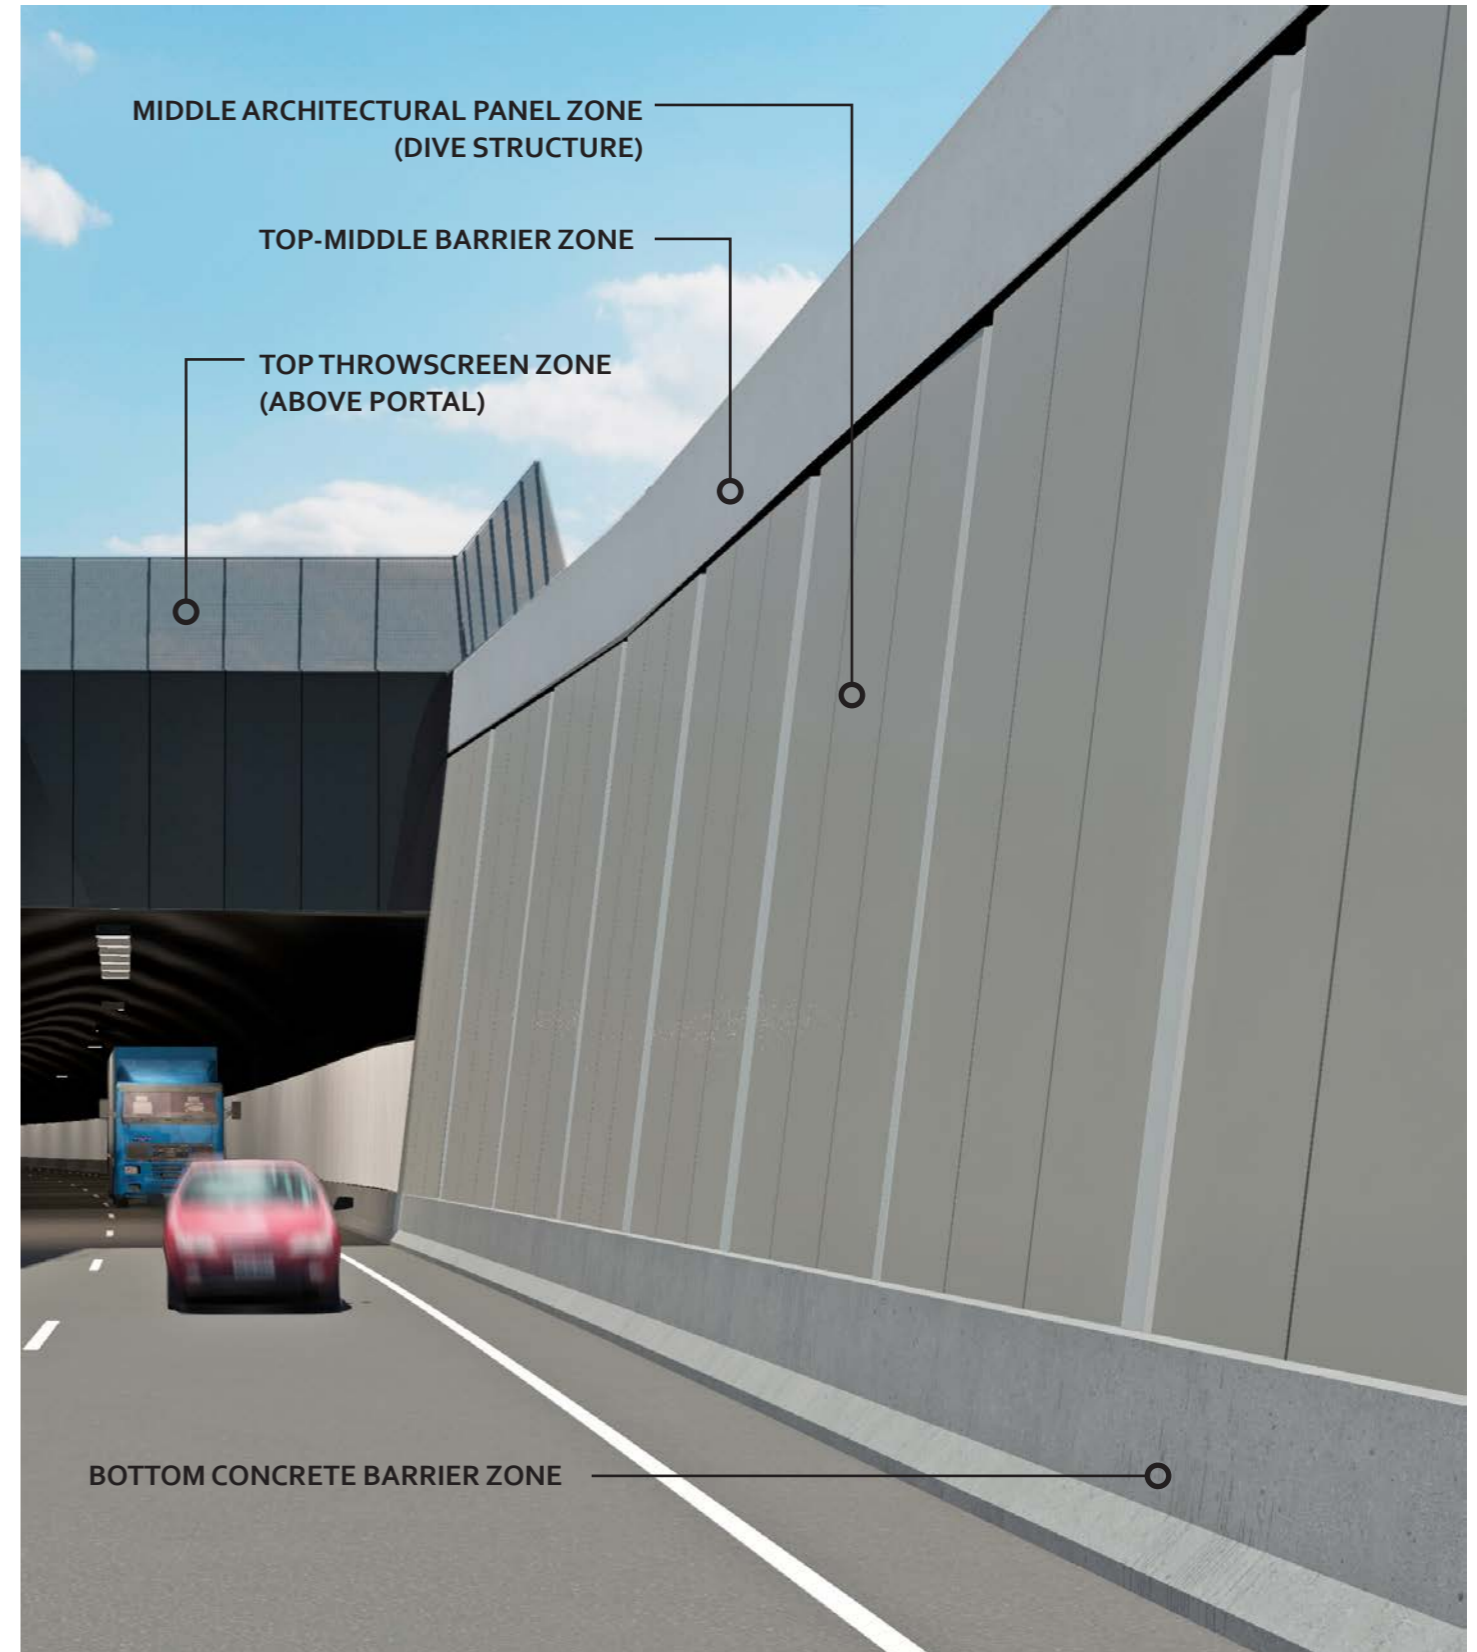 MIDDLE ARCHITECTURAL PANEL ZONE
(DIVE STRUCTURE)
TOP-MIDDLE BARRIER ZONE
TOP THROWSCREEN ZONE
(ABOVE PORTAL)
BOTTOM CONCRETE BARRIER ZONE